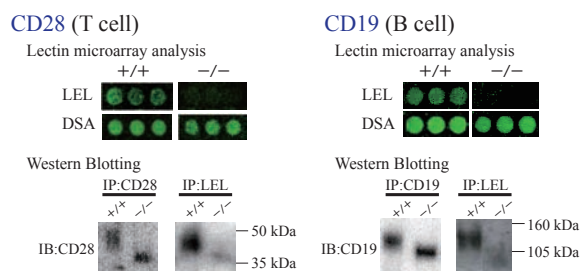 CD28 (T cell)
Lectin microarray analysis
+/+ −/−
LEL
DSA
Western Blotting
IP:CD28 IP:LEL
+/+ −/− +/+ −/−
50 kDa
IB:CD28
35 kDa
CD19 (B cell)
Lectin microarray analysis
+/+ −/−
LEL
DSA
Western Blotting
IP:CD19 IP:LEL
+/+ −/− +/+ −/−
160 kDa
IB:CD19
105 kDa